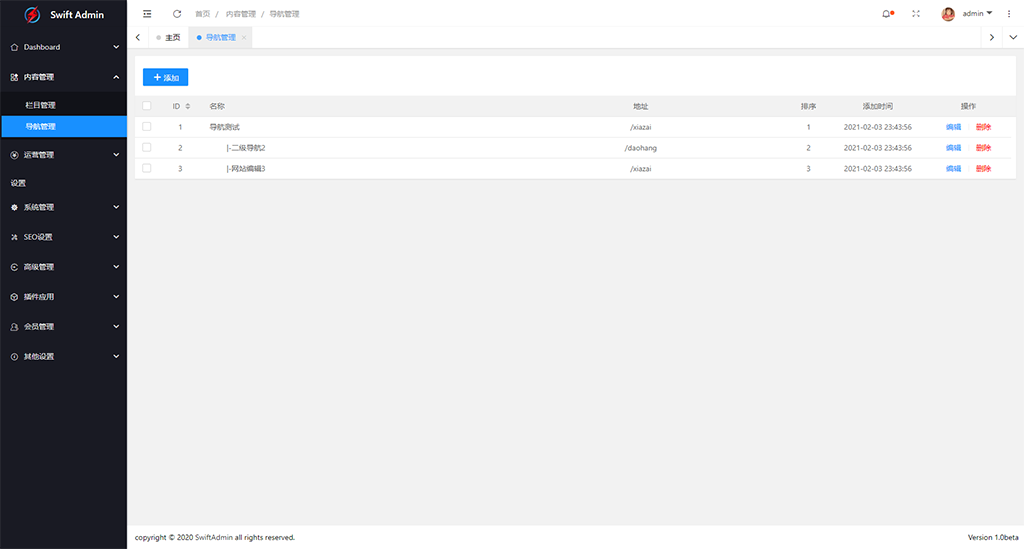 Swift Admin
首页 / 内容管理 / 导航管理
admin
Dashboard
内容管理
栏目管理
导航管理
运营管理
设置
系统管理
SEO设置
高级管理
插件应用
会员管理
其他设置
主页
导航管理
添加
ID 名称 地址 排序 添加时间 操作
1 导航测试 /xiazai 1 2021-02-03 23:43:56 编辑 删除
2 |-二级导航2 /daohang 2 2021-02-03 23:43:56 编辑 删除
3 |-网站编辑3 /xiazai 3 2021-02-03 23:43:56 编辑 删除
copyright © 2020 SwiftAdmin all rights reserved.
Version 1.0beta